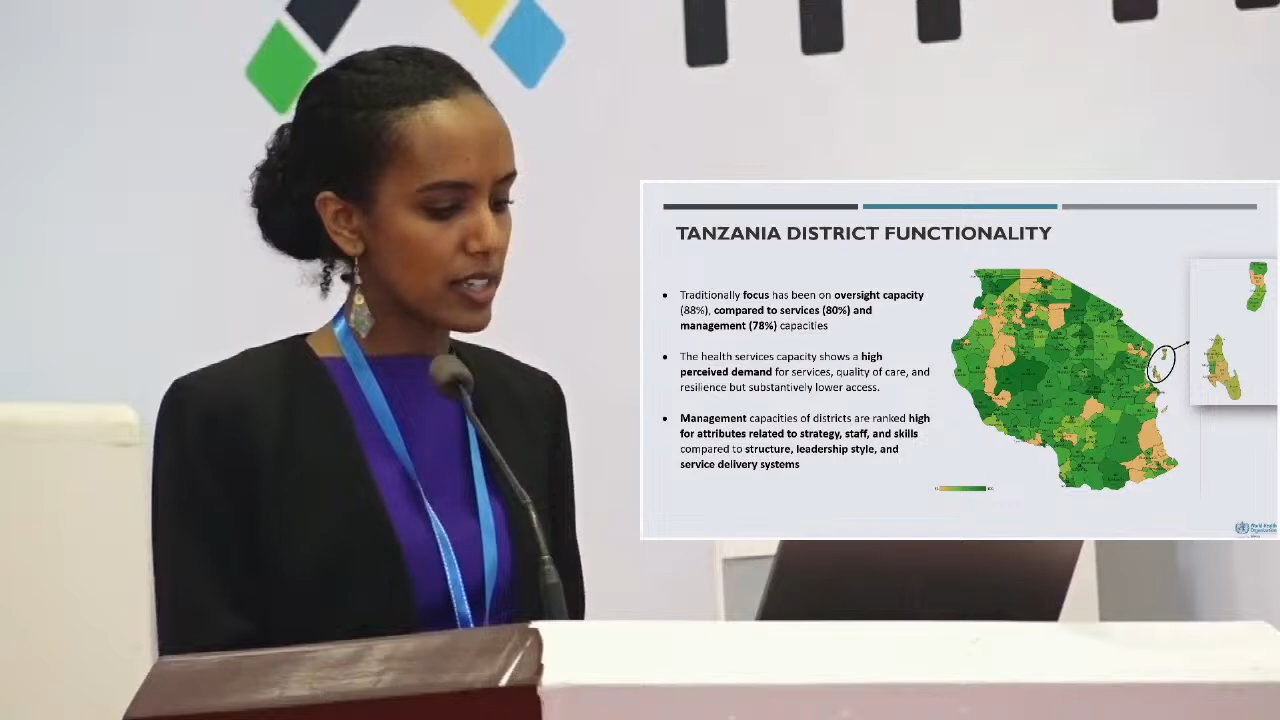 TANZANIA DISTRICT FUNCTIONALITY
• Traditionally focus has been on oversight capacity
(88%), compared to services (80%) and
management (78%) capacities
• The health services capacity shows a high
perceived demand for services, quality of care, and
resilience but substantively lower access.
• Management capacities of districts are ranked high
for attributes related to strategy, staff, and skills
compared to structure, leadership style, and
service delivery systems
World Health
Organization